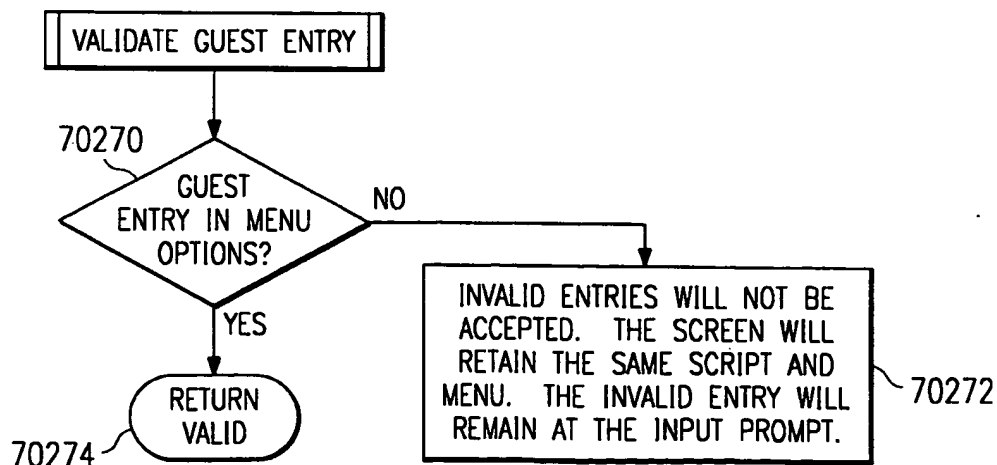 VALIDATE GUEST ENTRY
70270
GUEST
ENTRY IN MENU
OPTIONS?
NO
YES
INVALID ENTRIES WILL NOT BE
ACCEPTED. THE SCREEN WILL
RETAIN THE SAME SCRIPT AND
MENU. THE INVALID ENTRY WILL
REMAIN AT THE INPUT PROMPT.
70272
RETURN
VALID
70274